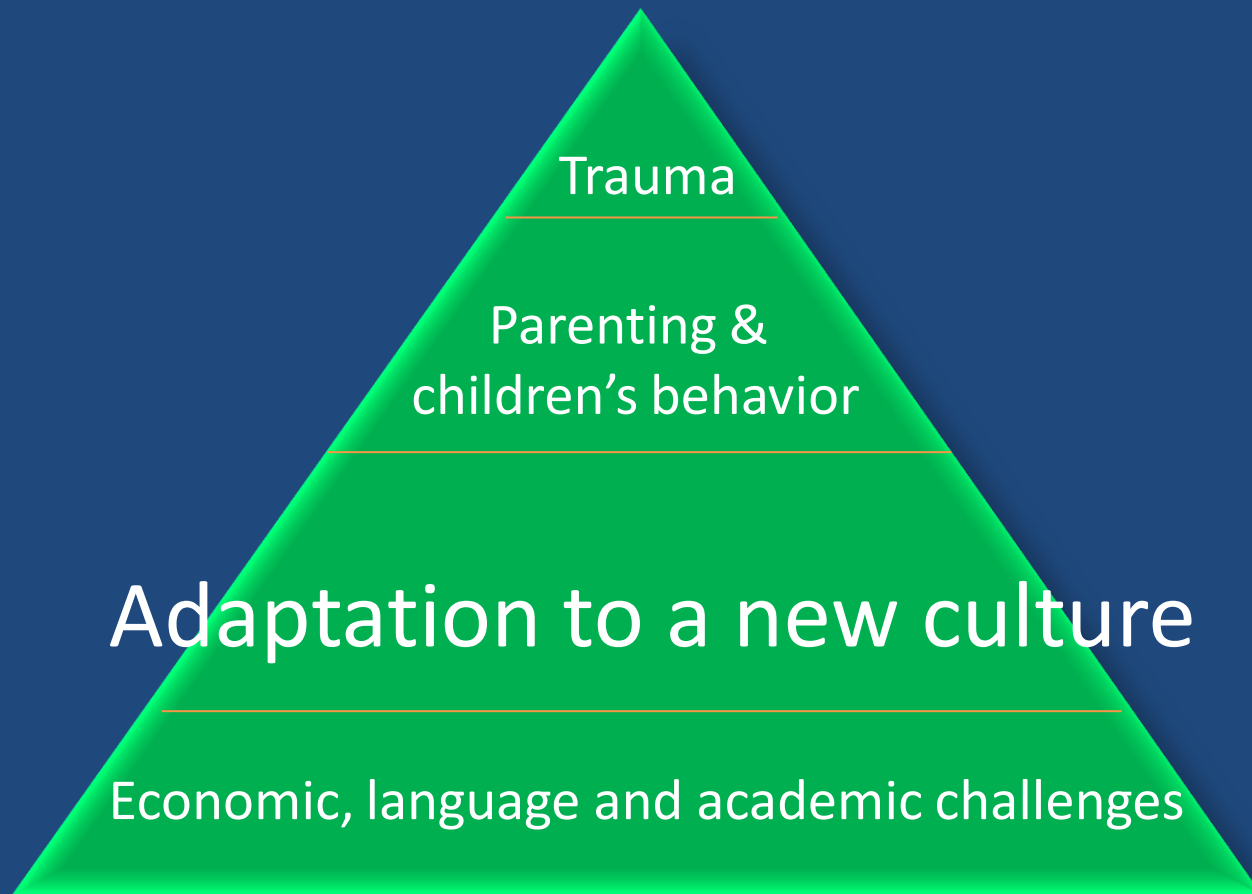 Trauma
Parenting &
children’s behavior
Adaptation to a new culture
Economic, language and academic challenges